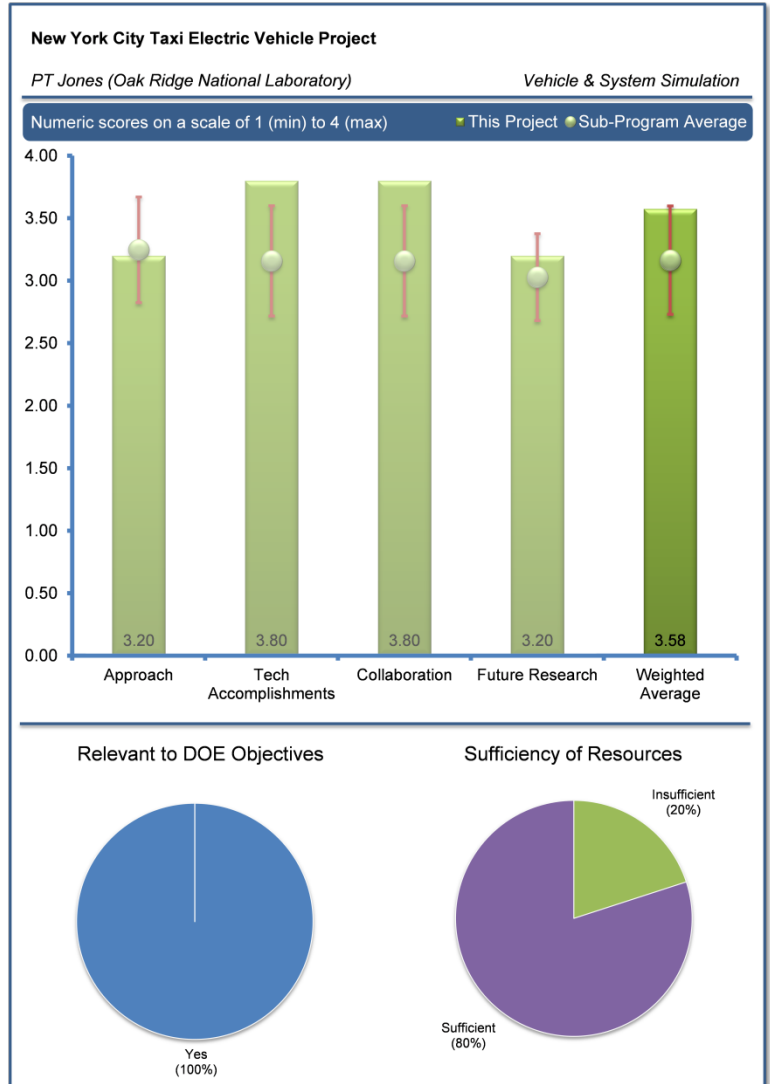 New York City Taxi Electric Vehicle Project
PT Jones (Oak Ridge National Laboratory) Vehicle & System Simulation
Numeric scores on a scale of 1 (min) to 4 (max) This Project Sub-Program Average
4.00
3.50
3.00
2.50
2.00
1.50
1.00
0.50
0.00
3.20 3.80 3.80 3.20 3.58
Approach Tech Collaboration Future Research Weighted
Accomplishments Average
Relevant to DOE Objectives Sufficiency of Resources
Insufficient
(20%)
Sufficient
(80%)
Yes
(100%)